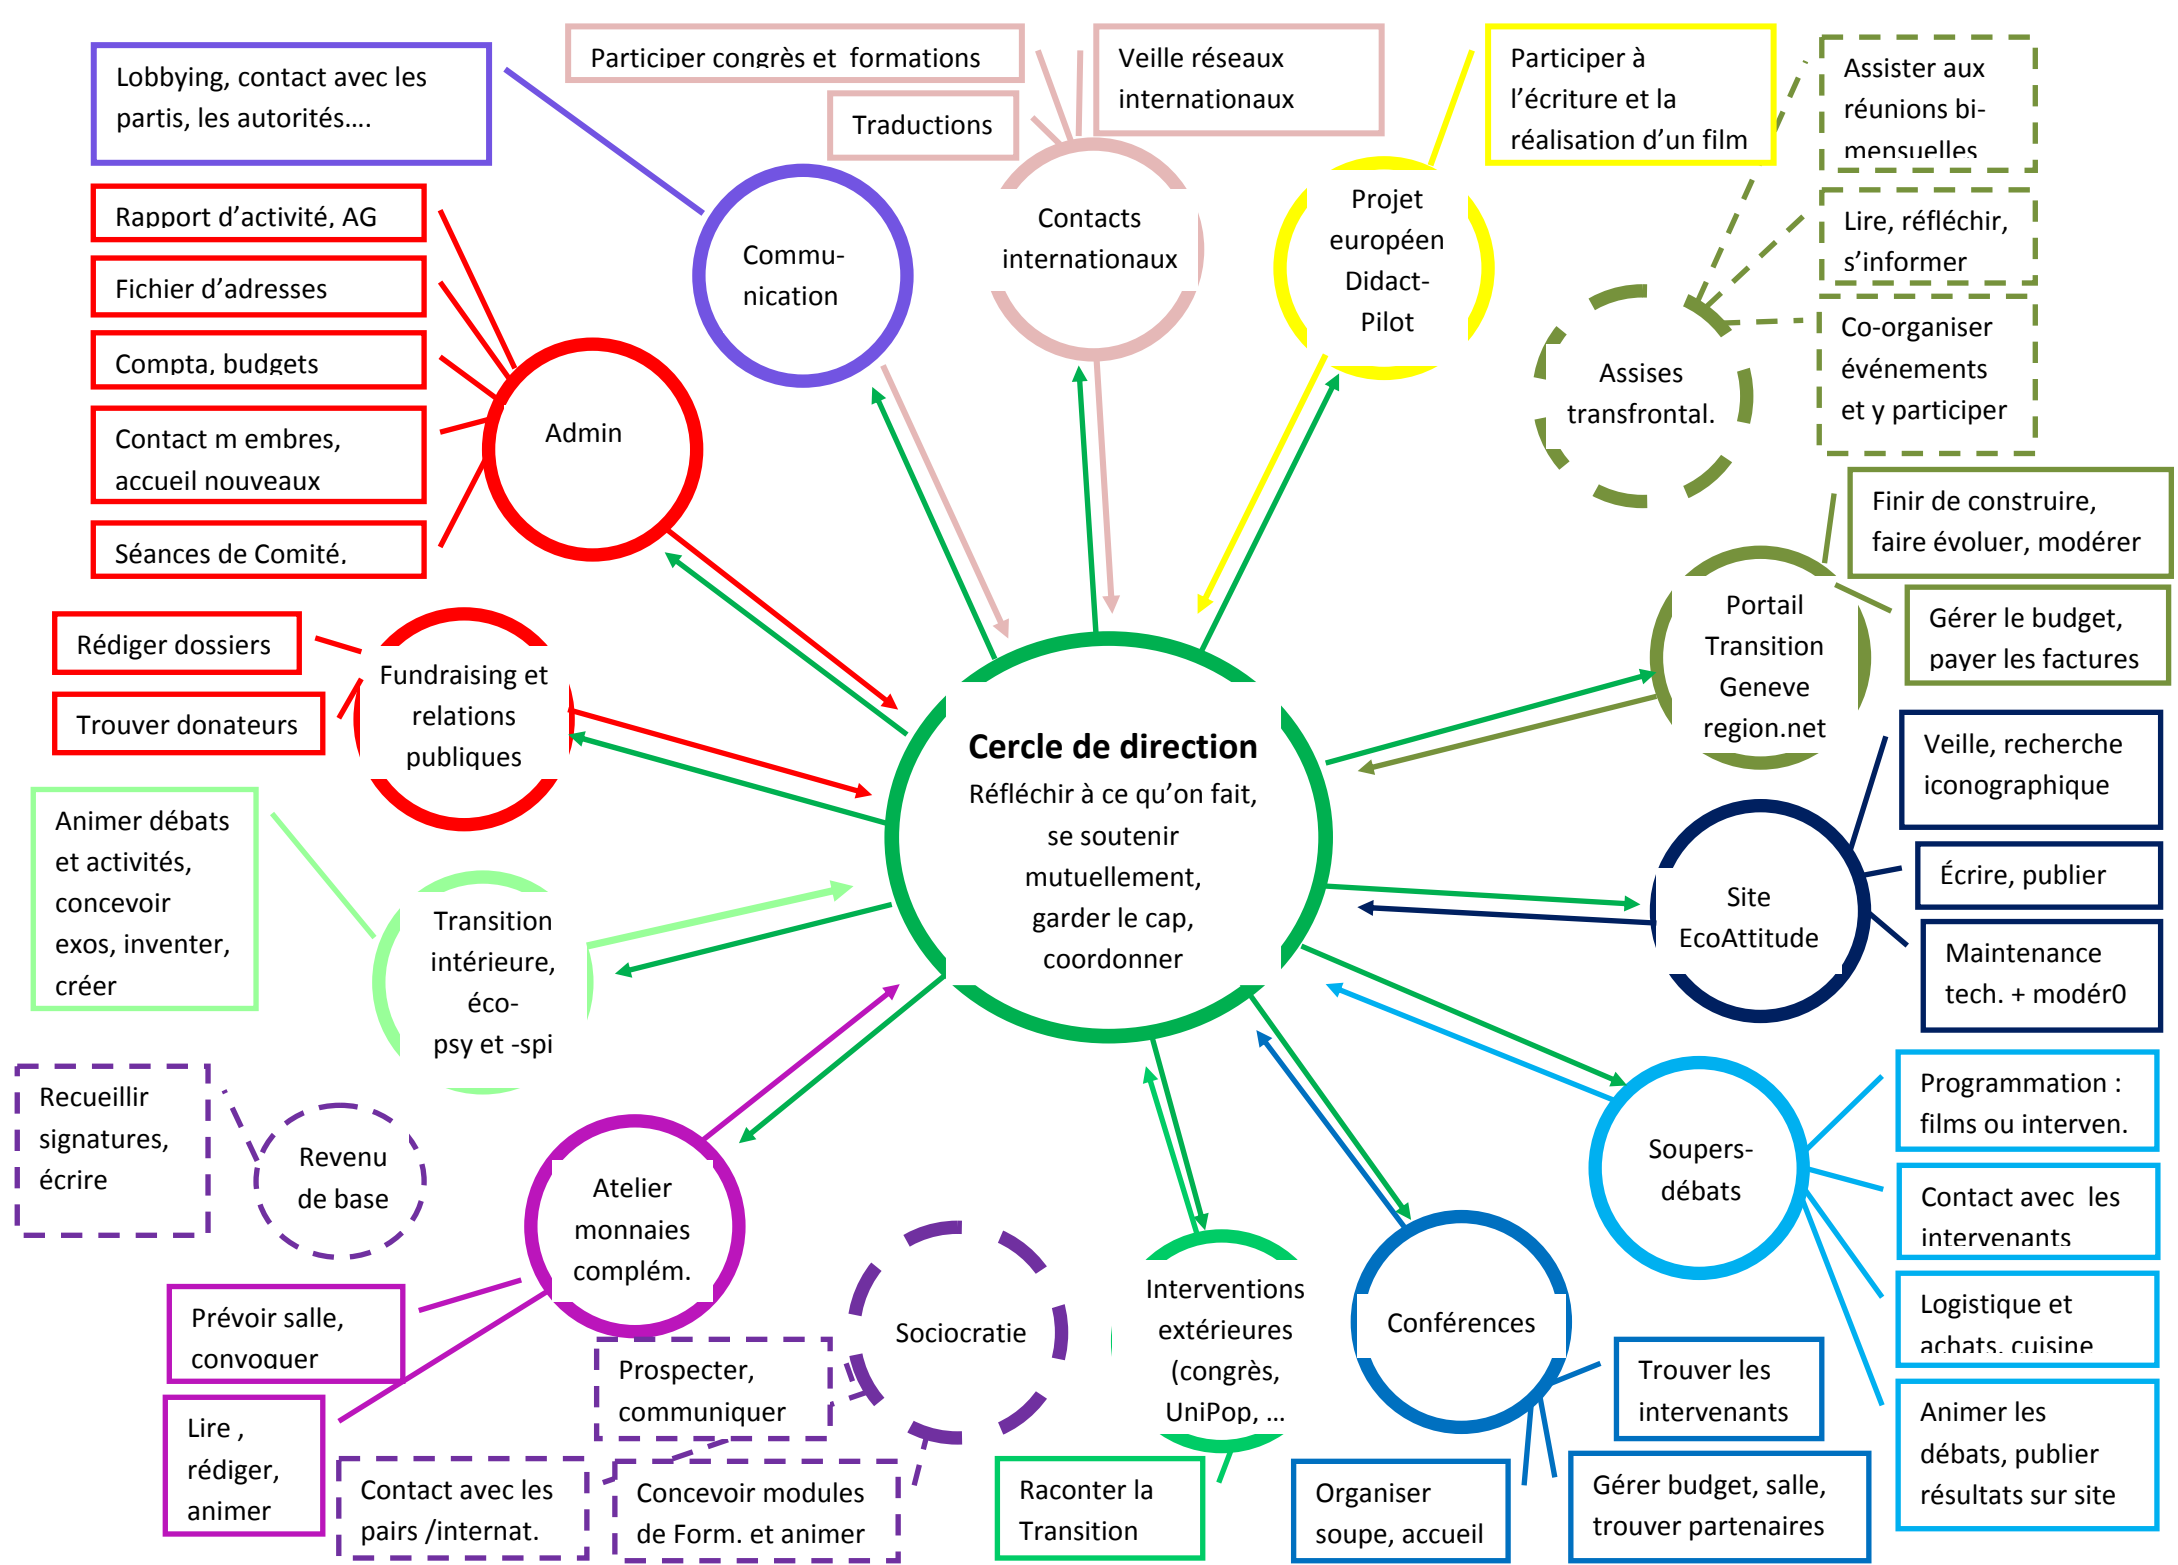 Participer congrès et  formations
Veille réseaux
internationaux
Traductions
Participer à
l’écriture et la
réalisation d’un film
Assister aux
réunions bi-
mensuelles
Lire, réfléchir,
s’informer
Co-organiser
événements
et y participer
Lobbying, contact avec les
partis, les autorités….
Rapport d’activité, AG
Fichier d’adresses
Compta, budgets
Contact m embres,
accueil nouveaux
Séances de Comité.
Commu-
nication
Contacts
internationaux
Projet
européen
Didact-
Pilot
Assises
transfrontal.
Admin
Finir de construire,
faire évoluer, modérer
Gérer le budget,
payer les factures
Portail
Transition
Geneve
region.net
Rédiger dossiers
Trouver donateurs
Fundraising et
relations
publiques
Cercle de direction
Réfléchir à ce qu’on fait,
se soutenir
mutuellement,
garder le cap,
coordonner
Veille, recherche
iconographique
Écrire, publier
Maintenance
tech. + modér0
Site
EcoAttitude
Animer débats
et activités,
concevoir
exos, inventer,
créer
Transition
intérieure,
éco-
psy et -spi
Recueillir
signatures,
écrire
Revenu
de base
Atelier
monnaies
complém.
Prévoir salle,
convoquer
Lire ,
rédiger,
animer
Sociocratie
Prospecter,
communiquer
Contact avec les
pairs /internat.
Concevoir modules
de Form. et animer
Interventions
extérieures
(congrès,
UniPop, …
Raconter la
Transition
Conférences
Trouver les
intervenants
Organiser
soupe, accueil
Gérer budget, salle,
trouver partenaires
Soupers-
débats
Programmation :
films ou interven.
Contact avec  les
intervenants
Logistique et
achats, cuisine
Animer les
débats, publier
résultats sur site